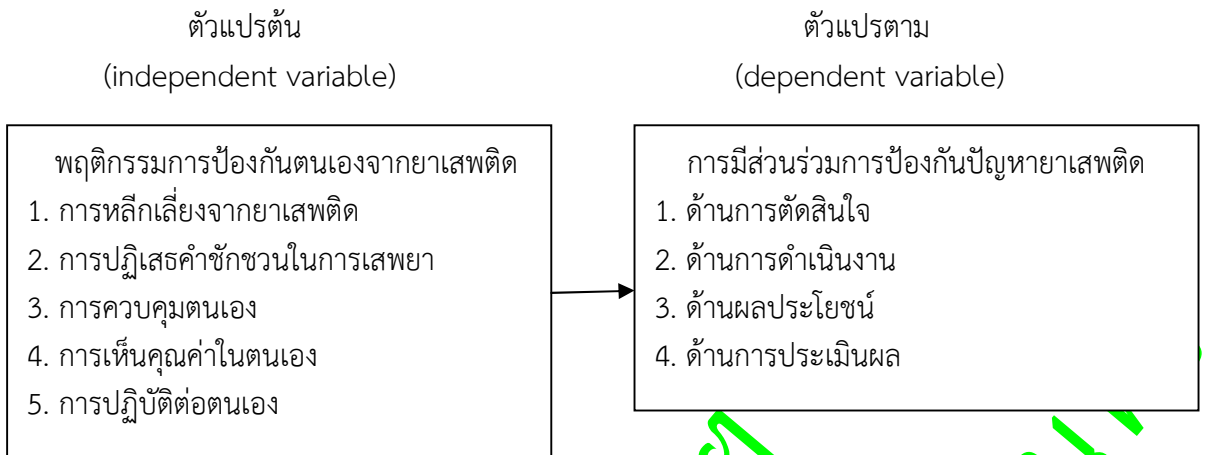 ตัวแปรต้น
(independent variable)
พฤติกรรมการป้องกันตนเองจากยาเสพติด
1. การหลีกเลี่ยงจากยาเสพติด
2. การปฏิเสธคำชักชวนในการเสพยา
3. การควบคุมตนเอง
4. การเห็นคุณค่าในตนเอง
5. การปฏิบัติต่อตนเอง
ตัวแปรตาม
(dependent variable)
การมีส่วนร่วมการป้องกันปัญหายาเสพติด
1. ด้านการตัดสินใจ
2. ด้านการดำเนินงาน
3. ด้านผลประโยชน์
4. ด้านการประเมินผล